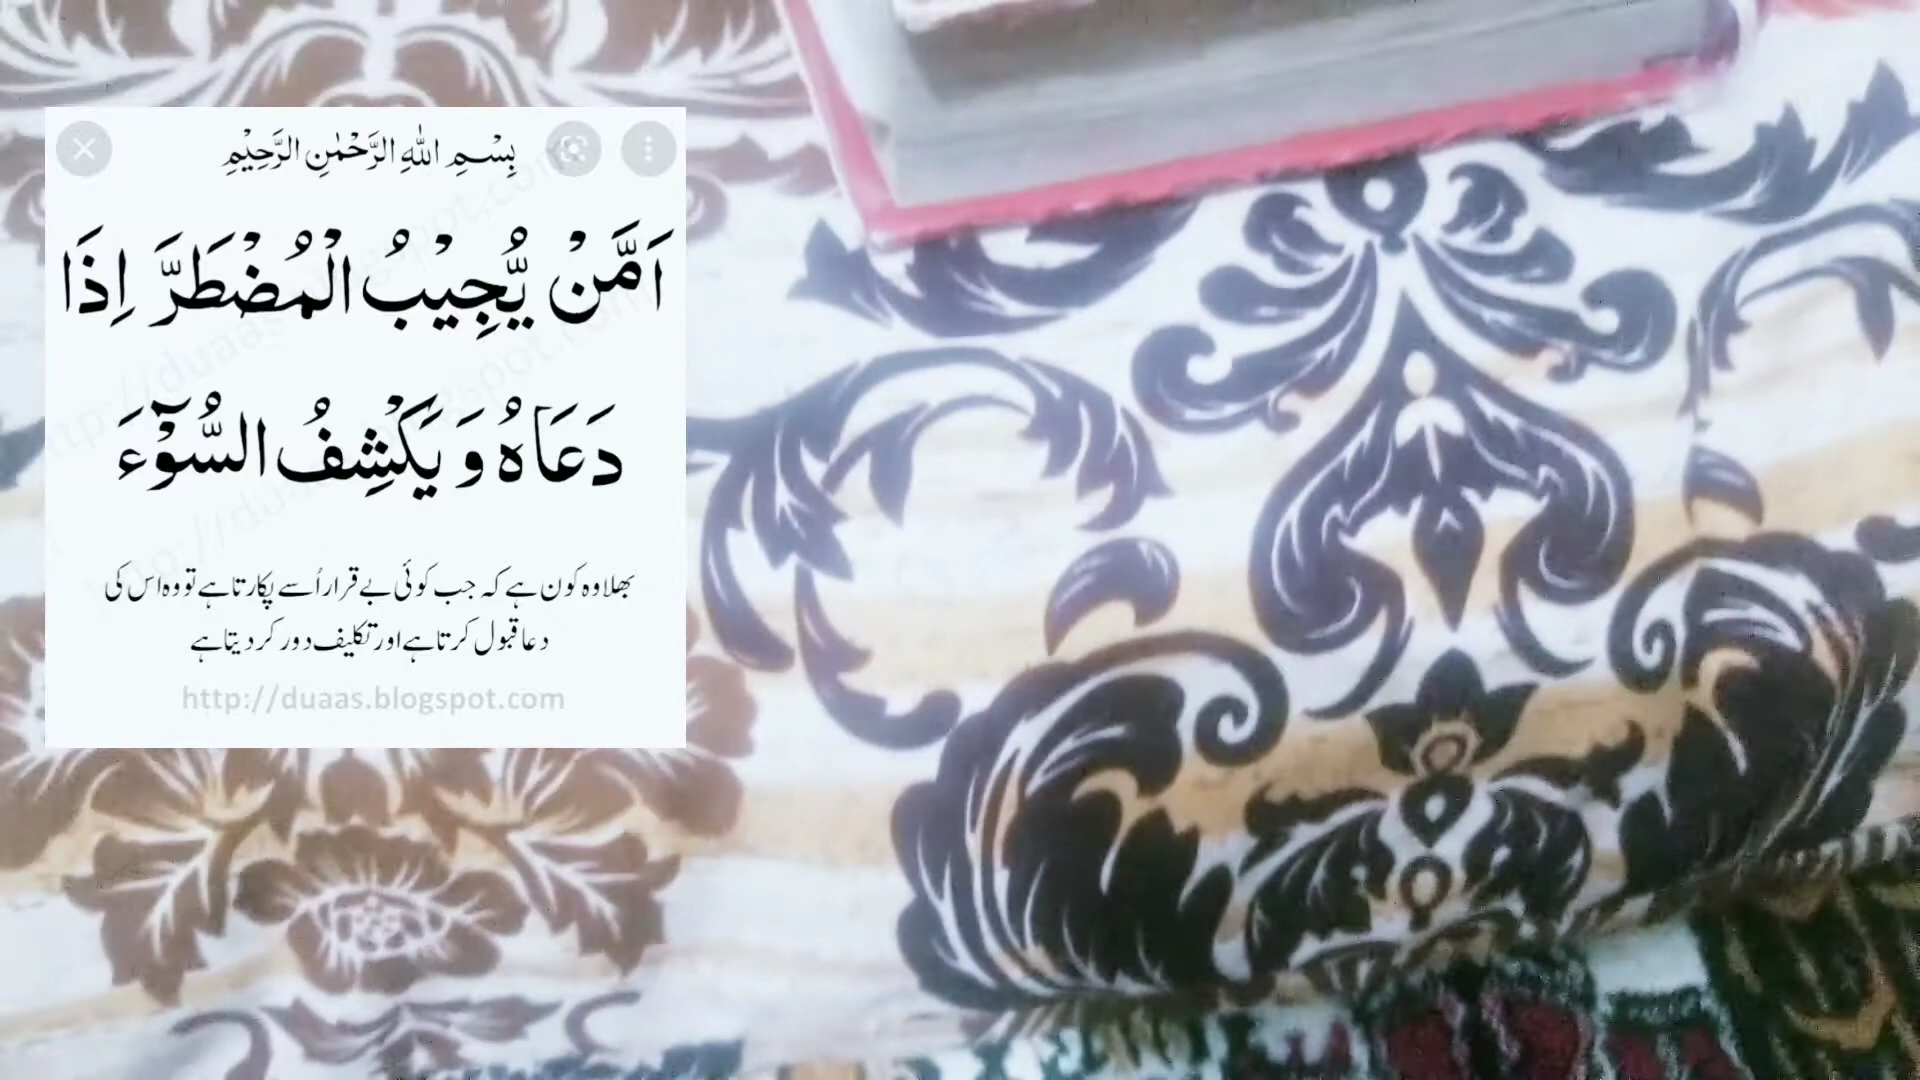 بِسْمِ اللهِ الرَّحْمٰنِ الرَّحِيْمِ
اَمَّنْ يُّجِيْبُ الْمُضْطَرَّ اِذَا
دَعَاهُ وَ يَكْشِفُ السُّوْٓءَ
بھلا وہ کون ہے کہ جب کوئی بے قرار اُسے پکارتا ہے تو وہ اس کی
دعا قبول کرتا ہے اور تکلیف دور کر دیتا ہے
http://duaas.blogspot.com